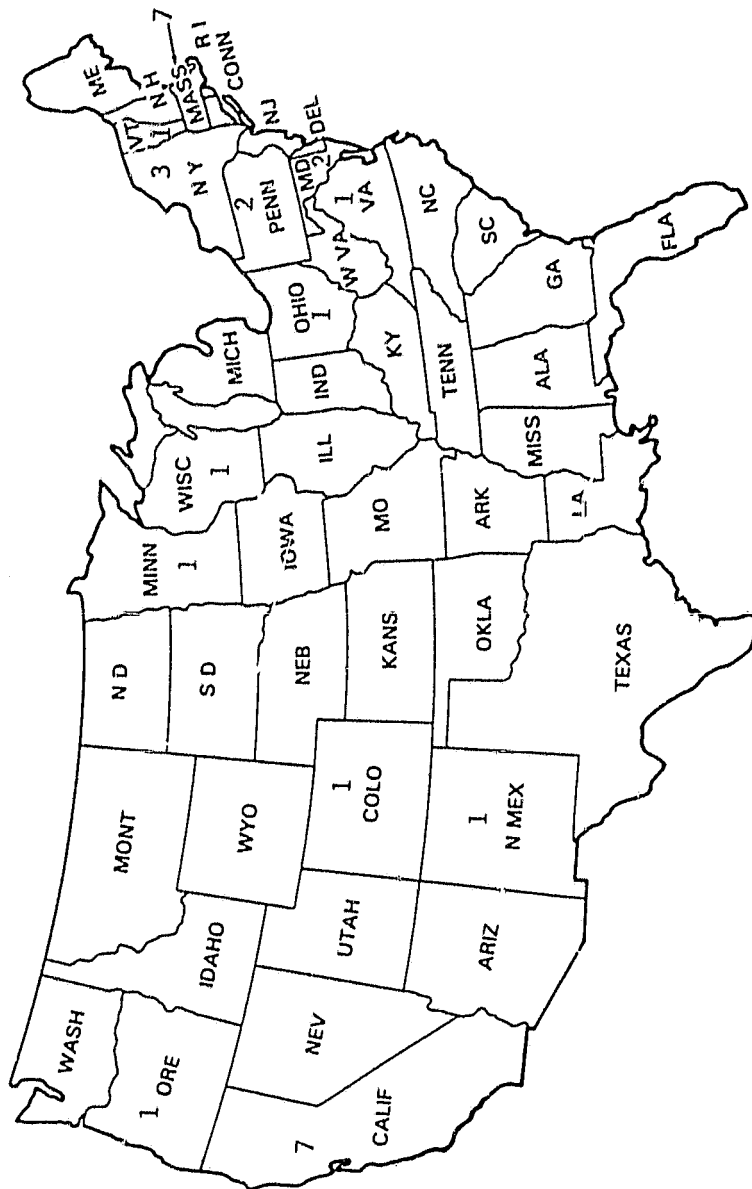 WASH
1
ORE
7
CALIF
NEV
IDAHO
MONT
WYO
UTAH
ARIZ
1
COLO
1
N MEX
N D
S D
NEB
KANS
OKLA
TEXAS
MINN
1
IOWA
MO
ARK
LA
WISC
1
ILL
MICH
IND
OHIO
1
KY
TENN
MISS
ALA
GA
FLA
SC
NC
1
VA
W VA
2
PENN
3
N Y
VT
1
N H
ME
MASS
7
R I
CONN
NJ
DEL
MD
2